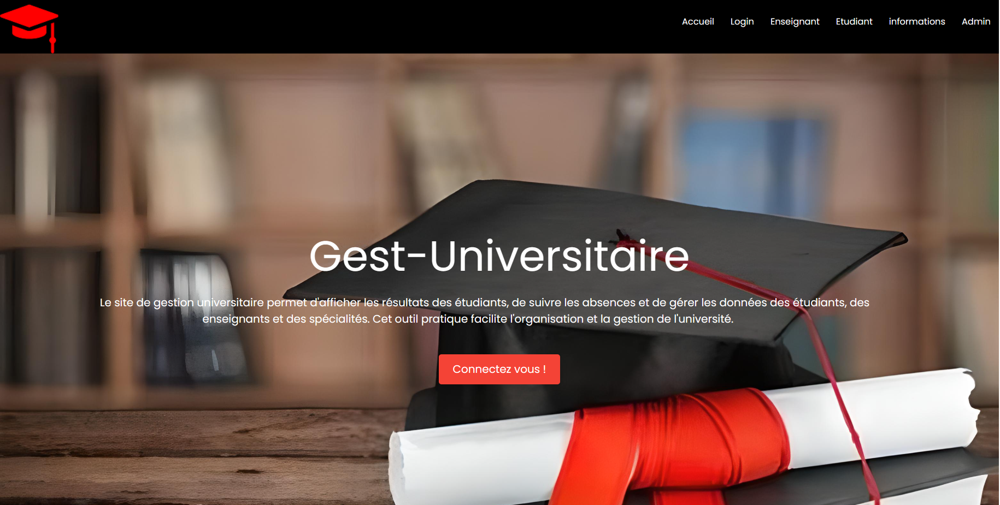 Accueil Login Enseignant Etudiant informations Admin
Gest-Universitaire
Le site de gestion universitaire permet d'afficher les résultats des étudiants, de suivre les absences et de gérer les données des étudiants, des
enseignants et des spécialités. Cet outil pratique facilite l'organisation et la gestion de l'université.
Connectez vous !